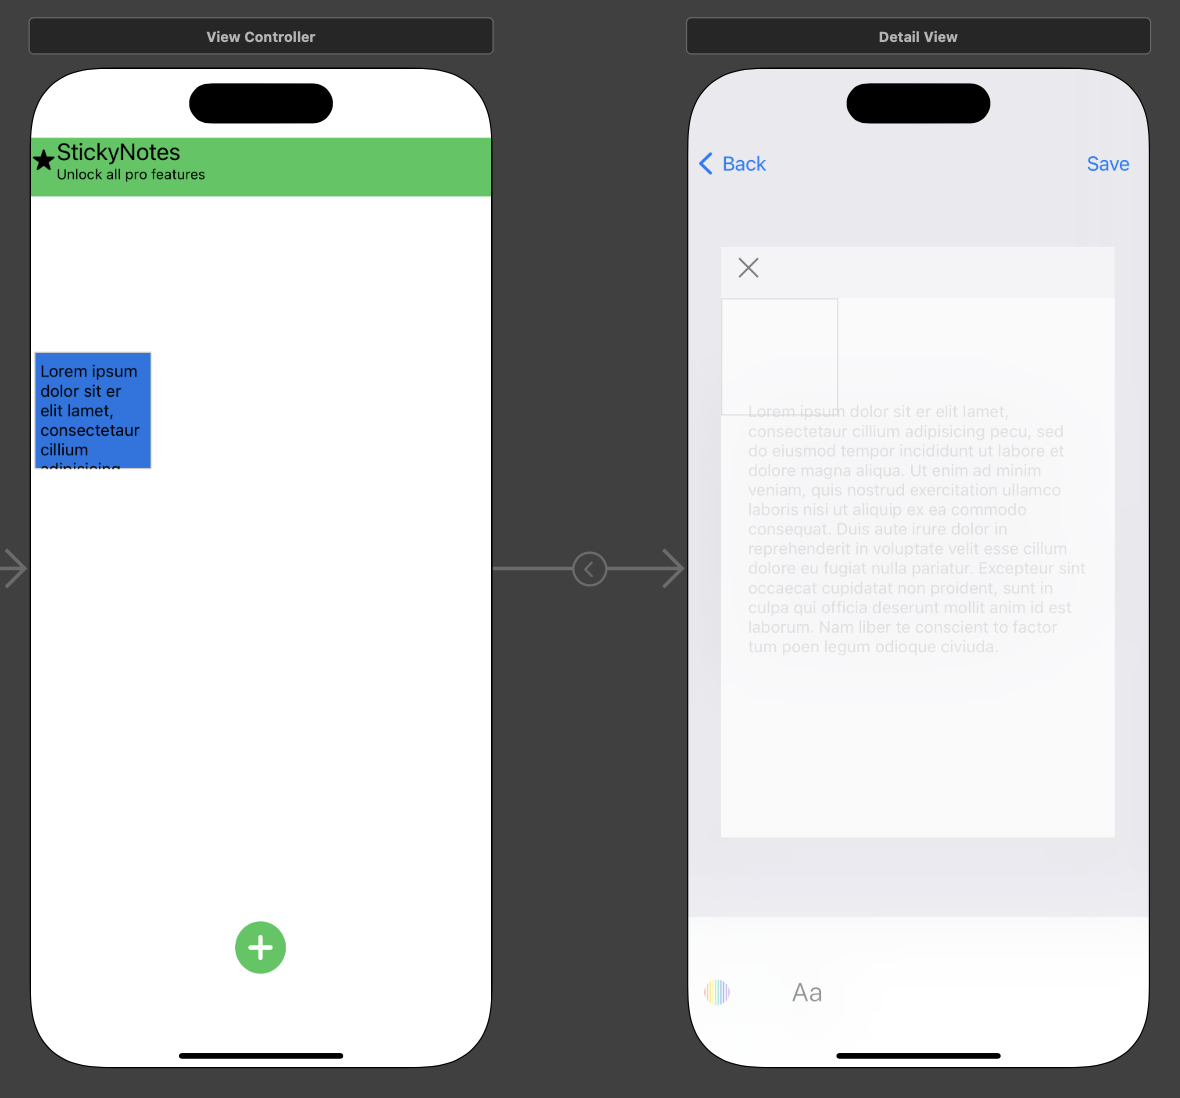 View Controller
Detail View
StickyNotes
Unlock all pro features
Lorem ipsum
dolor sit er
elit lamet,
consectetaur
cillium
adipisicing
Back
Save
Lorem ipsum dolor sit er elit lamet,
consectetaur cillium adipisicing pecu, sed
do eiusmod tempor incididunt ut labore et
dolore magna aliqua. Ut enim ad minim
veniam, quis nostrud exercitation ullamco
laboris nisi ut aliquip ex ea commodo
consequat. Duis aute irure dolor in
reprehenderit in voluptate velit esse cillum
dolore eu fugiat nulla pariatur. Excepteur sint
occaecat cupidatat non proident, sunt in
culpa qui officia deserunt mollit anim id est
laborum. Nam liber te conscient to factor
tum poen legum odioque civiuda.
Aa